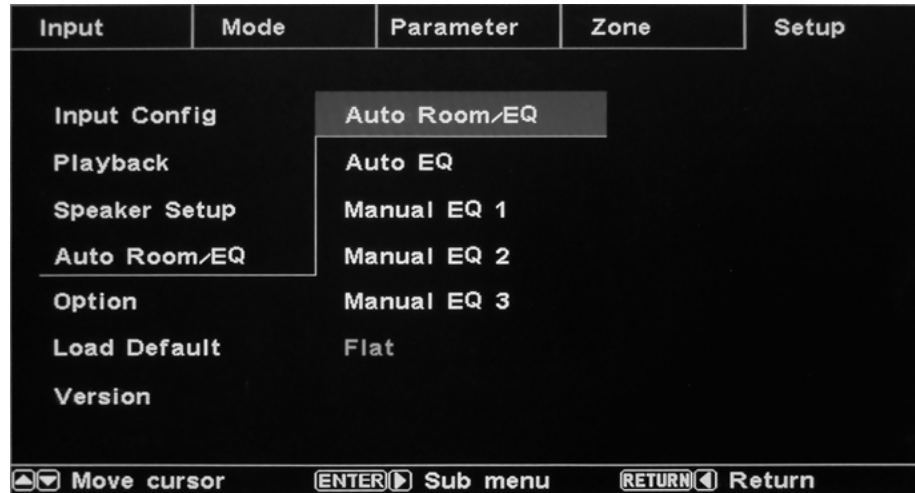 Input Mode Parameter Zone Setup
Input Config Auto Room/EQ
Playback Auto EQ
Speaker Setup Manual EQ 1
Auto Room/EQ Manual EQ 2
Option Manual EQ 3
Load Default Flat
Version
Move cursor ENTER Sub menu RETURN Return